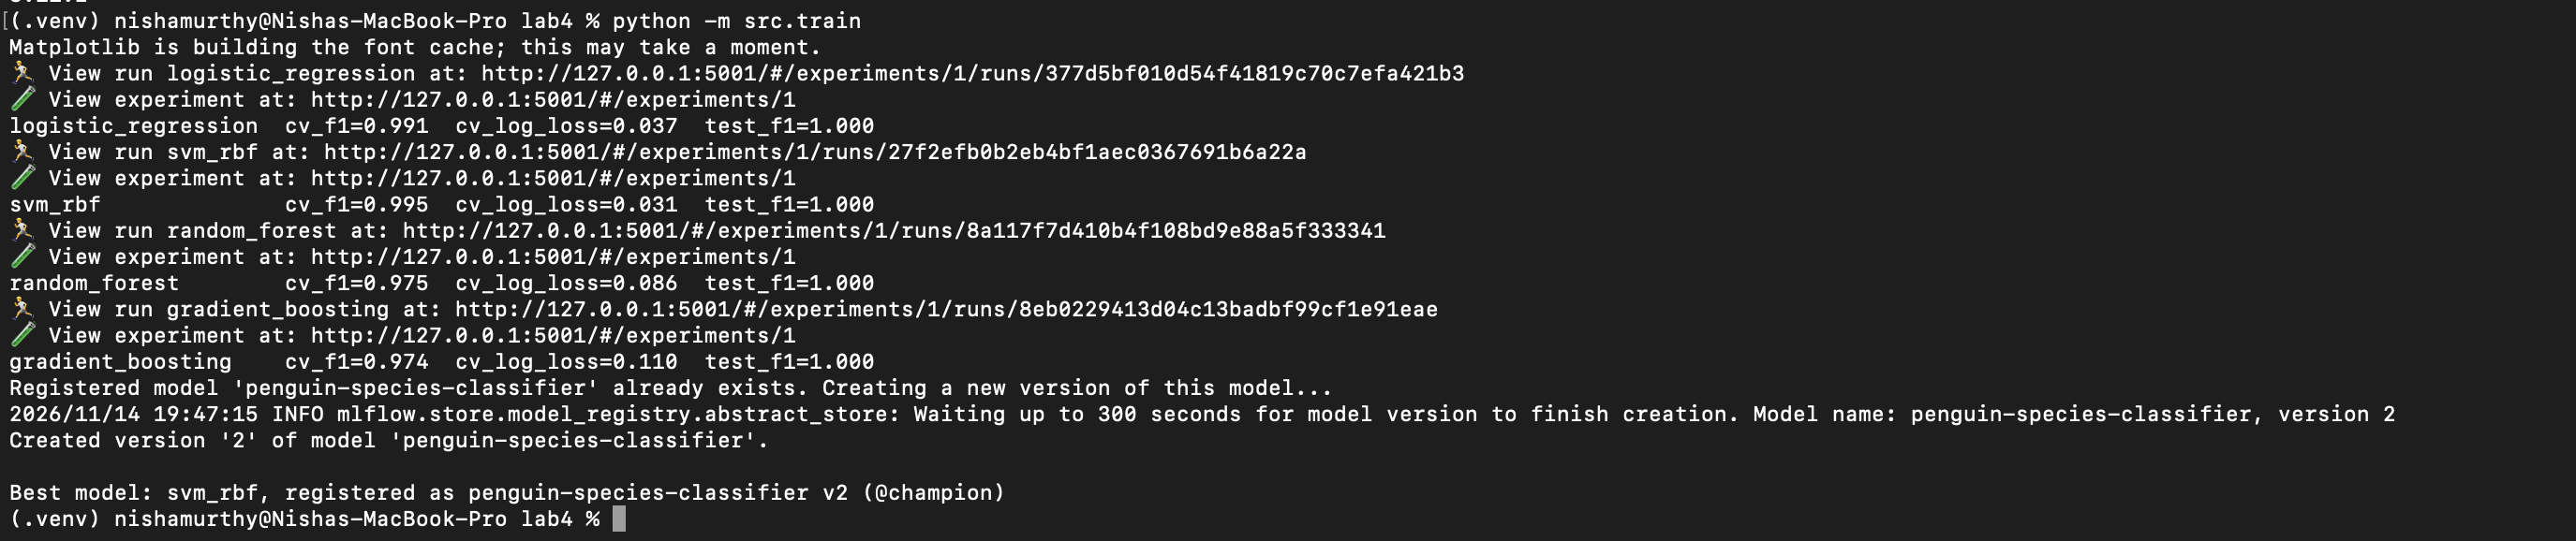 [(.venv) nishamurthy@Nishas-MacBook-Pro lab4 % python -m src.train
Matplotlib is building the font cache; this may take a moment.
🏃 View run logistic_regression at: http://127.0.0.1:5001/#/experiments/1/runs/377d5bf010d54f41819c70c7efa421b3
🧪 View experiment at: http://127.0.0.1:5001/#/experiments/1
logistic_regression  cv_f1=0.991  cv_log_loss=0.037  test_f1=1.000
🏃 View run svm_rbf at: http://127.0.0.1:5001/#/experiments/1/runs/27f2efb0b2eb4bf1aec0367691b6a22a
🧪 View experiment at: http://127.0.0.1:5001/#/experiments/1
svm_rbf              cv_f1=0.995  cv_log_loss=0.031  test_f1=1.000
🏃 View run random_forest at: http://127.0.0.1:5001/#/experiments/1/runs/8a117f7d410b4f108bd9e88a5f333341
🧪 View experiment at: http://127.0.0.1:5001/#/experiments/1
random_forest        cv_f1=0.975  cv_log_loss=0.086  test_f1=1.000
🏃 View run gradient_boosting at: http://127.0.0.1:5001/#/experiments/1/runs/8eb0229413d04c13badbf99cf1e91eae
🧪 View experiment at: http://127.0.0.1:5001/#/experiments/1
gradient_boosting    cv_f1=0.974  cv_log_loss=0.110  test_f1=1.000
Registered model 'penguin-species-classifier' already exists. Creating a new version of this model...
2026/11/14 19:47:15 INFO mlflow.store.model_registry.abstract_store: Waiting up to 300 seconds for model version to finish creation. Model name: penguin-species-classifier, version 2
Created version '2' of model 'penguin-species-classifier'.
Best model: svm_rbf, registered as penguin-species-classifier v2 (@champion)
(.venv) nishamurthy@Nishas-MacBook-Pro lab4 %